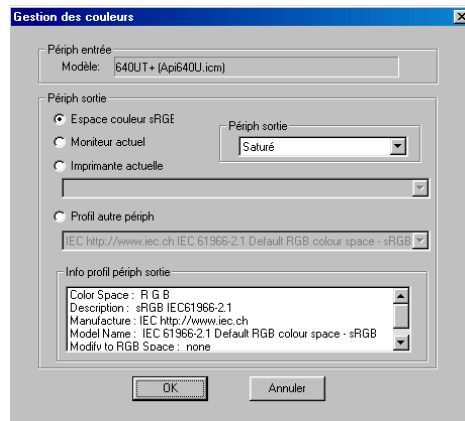 Gestion des couleurs
Périph entrée
Modèle: 640UT+ (Api640U.icm)
Périph sortie
Espace couleur sRGE
Périph sortie
Saturé
Moniteur actuel
Imprimante actuelle
Profil autre périph
IEC http://www.iec.ch IEC 61966-2.1 Default RGB colour space - sRGB
Info profil périph sortie
Color Space : R G B
Description : sRGB IEC61966-2.1
Manufacture : IEC http://www.iec.ch
Model Name : IEC 61966-2.1 Default RGB colour space - sRGB
Modify to RGB Space : none
OK
Annuler